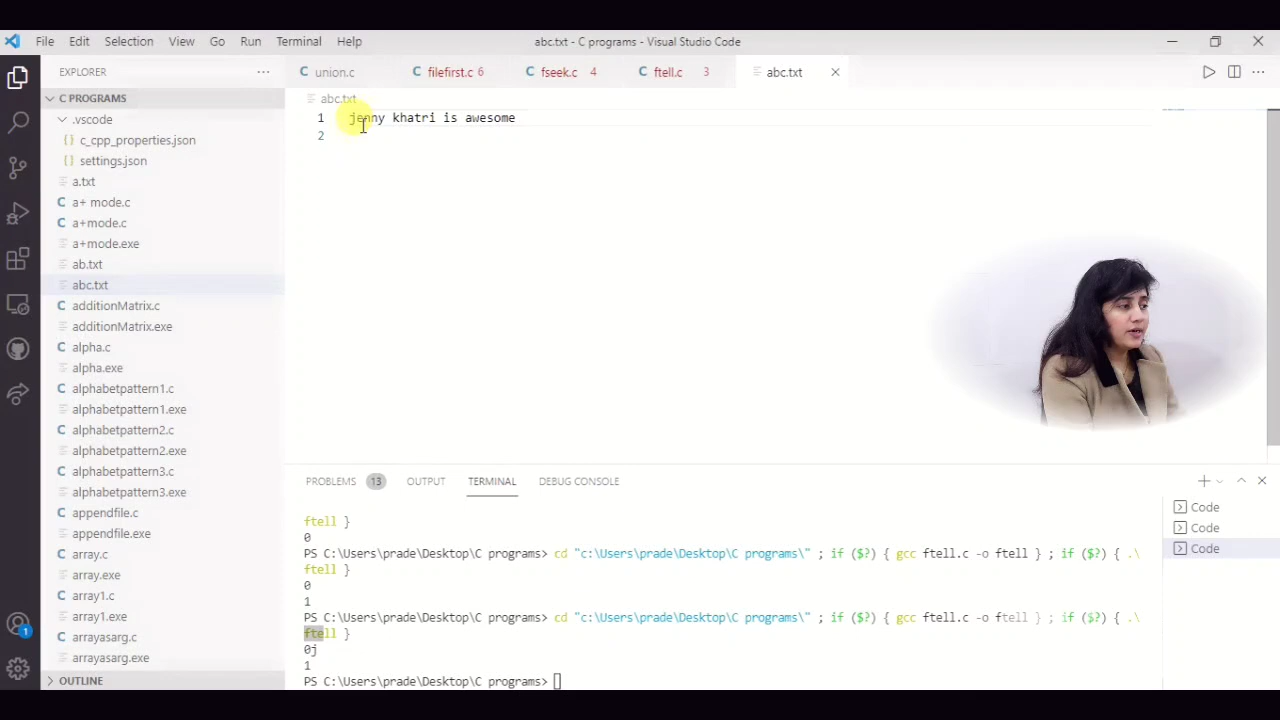 File Edit Selection View Go Run Terminal Help abc.txt - C programs - Visual Studio Code
EXPLORER ··· union.c filefirst.c 6 fseek.c 4 ftell.c 3 abc.txt
C PROGRAMS
abc.txt
.vscode
1 jenny khatri is awesome
2
{} c_cpp_properties.json
{} settings.json
a.txt
C a+ mode.c
C a+mode.c
a+mode.exe
ab.txt
abc.txt
C additionMatrix.c
additionMatrix.exe
C alpha.c
alpha.exe
C alphabetpattern1.c
alphabetpattern1.exe
C alphabetpattern2.c
alphabetpattern2.exe
C alphabetpattern3.c
alphabetpattern3.exe
C appendfile.c
appendfile.exe
C array.c
array.exe
C array1.c
array1.exe
C arrayasarg.c
arrayasarg.exe
OUTLINE
1
PROBLEMS 13 OUTPUT TERMINAL DEBUG CONSOLE
ftell }
0
PS C:\Users\prade\Desktop\C programs> cd "c:\Users\prade\Desktop\C programs\" ; if ($?) { gcc ftell.c -o ftell } ; if ($?) { .\
ftell }
0
1
PS C:\Users\prade\Desktop\C programs> cd "c:\Users\prade\Desktop\C programs\" ; if ($?) { gcc ftell.c -o ftell } ; if ($?) { .\
ftell }
0j
1
PS C:\Users\prade\Desktop\C programs>
Code
Code
Code